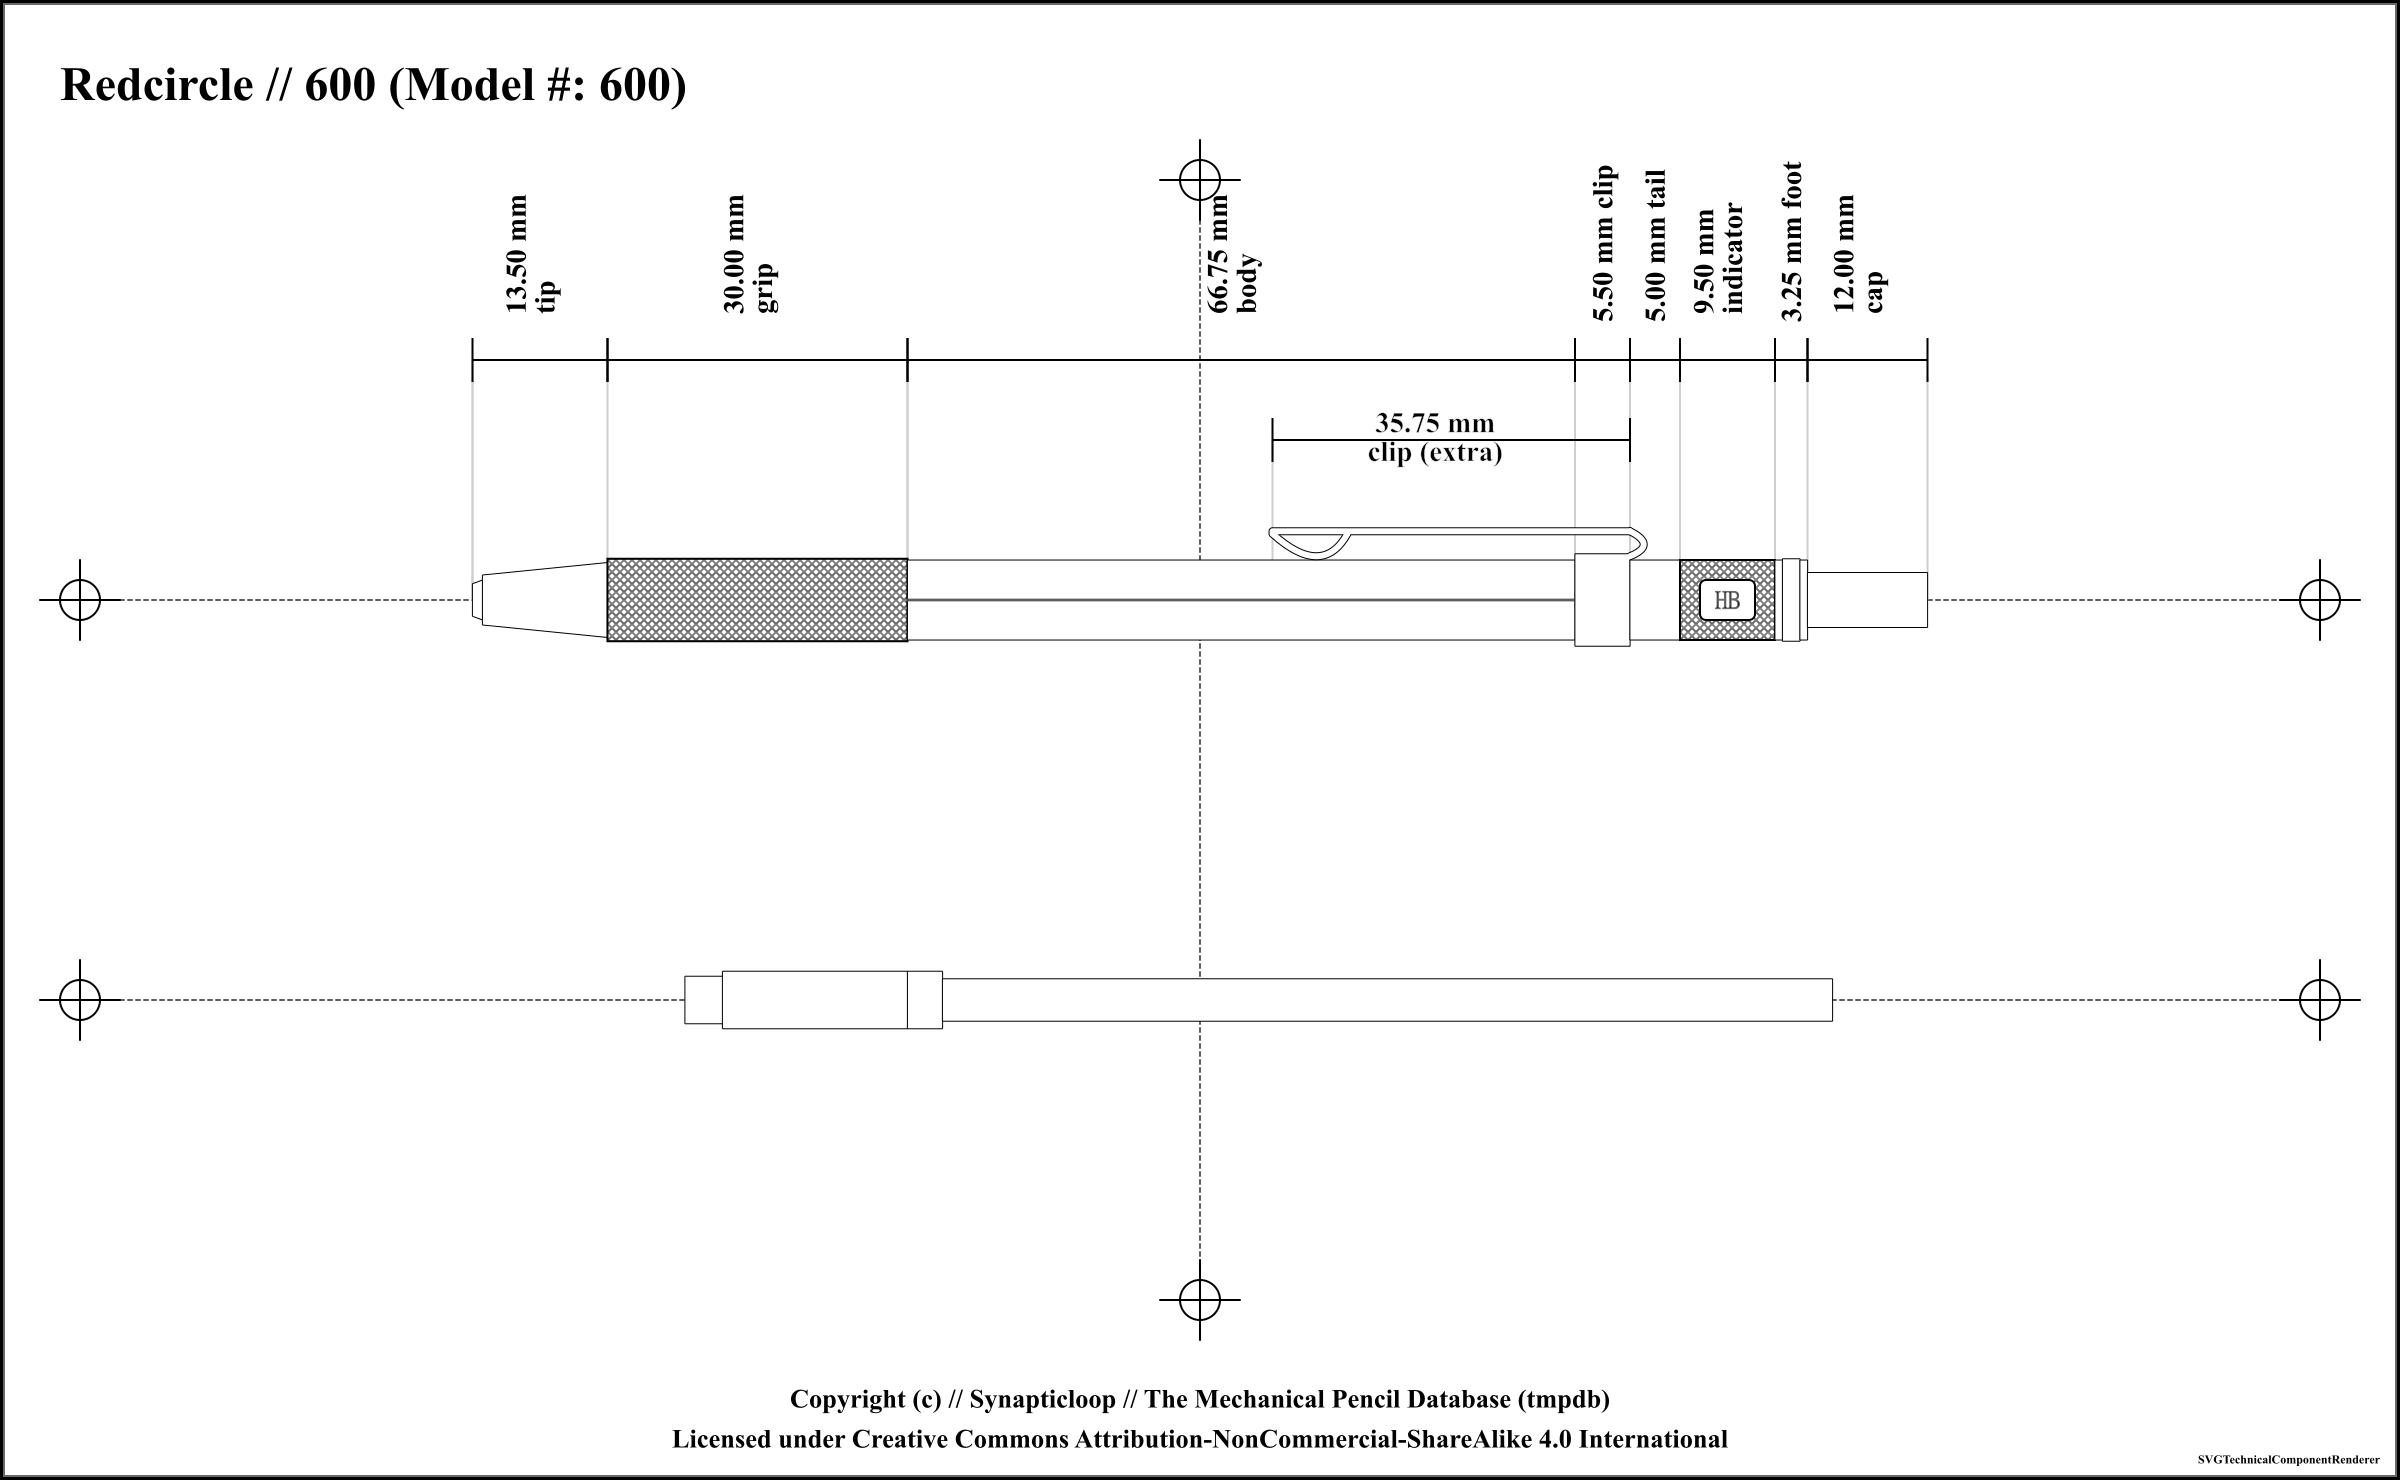 Redcircle // 600 (Model #: 600)
13.50 mm
tip
30.00 mm
grip
66.75 mm
body
5.50 mm clip
5.00 mm tail
9.50 mm
indicator
3.25 mm foot
12.00 mm
cap
35.75 mm
clip (extra)
HB
Copyright (c) // Synapticloop // The Mechanical Pencil Database (tmpdb)
Licensed under Creative Commons Attribution-NonCommercial-ShareAlike 4.0 International
SVGTechnicalComponentRenderer